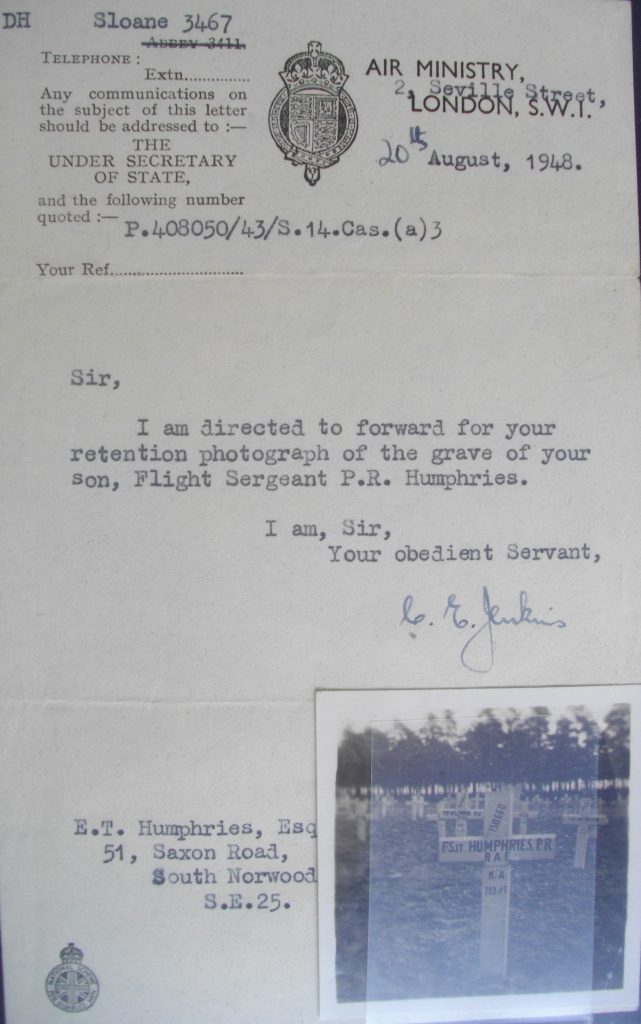 DH Sloane 3467
ABBEY 3411
TELEPHONE :
Extn..............
Any communications on
the subject of this letter
should be addressed to :—
THE
UNDER SECRETARY
OF STATE,
and the following number
quoted :— P.408050/43/S.14.Cas.(a)3
Your Ref............................
AIR MINISTRY,
2, Seville Street,
LONDON, S.W.1.
20th August, 1948.
Sir,
I am directed to forward for your
retention photograph of the grave of your
son, Flight Sergeant P.R. Humphries.
I am, Sir,
Your obedient Servant,
C. E. Jenkins
E.T. Humphries, Esq
51, Saxon Road,
South Norwood
S.E.25.
F/SJT. HUMPHRIES. P.R
R.A.F
K/A